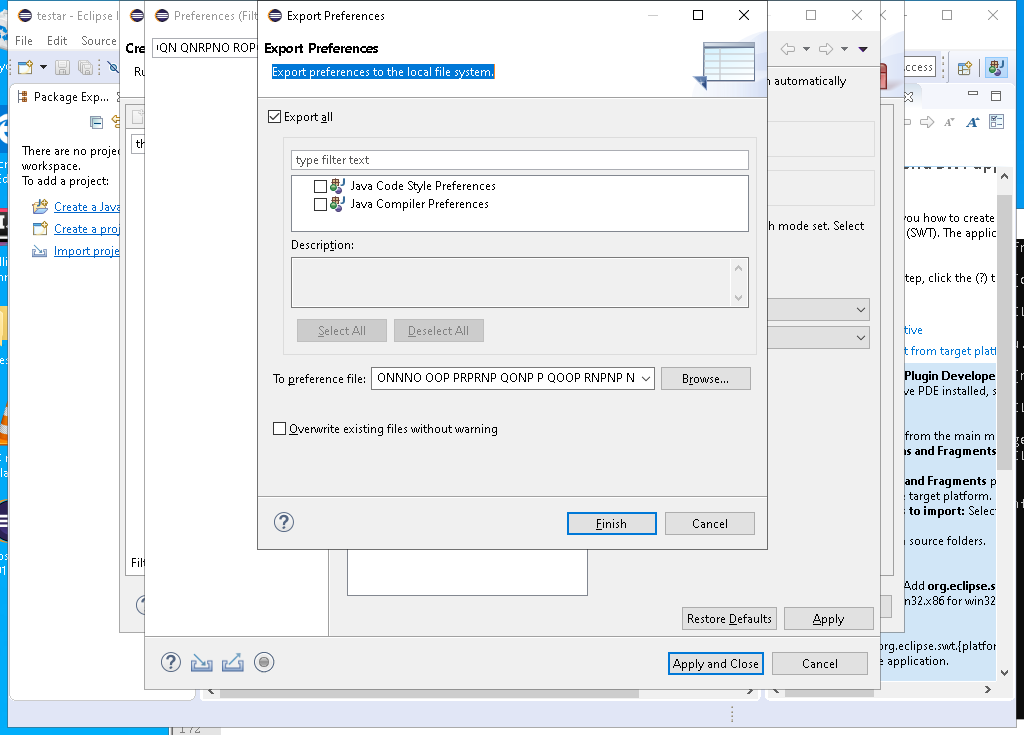 testar - Eclipse I
Preferences (Filt
Export Preferences
File Edit Source
Cre
Ru
QN QNRPNO ROP
Export Preferences
Export preferences to the local file system.
automatically
ccess
Package Exp...
Export all
There are no projec
workspace.
To add a project:
th
type filter text
Java Code Style Preferences
Java Compiler Preferences
Create a Java
Create a proj
Import proje
you how to create
(SWT). The applic
h mode set. Select
Description:
tep, click the (?) t
Select All
Deselect All
tive
t from target platf
To preference file:
ONNNO OOP PRPRNP QONP P QOOP RNPNP N
Browse...
Plugin Develope
ve PDE installed, s
Overwrite existing files without warning
from the main m
s and Fragments
and Fragments p
target platform.
to import: Select
Finish
Cancel
source folders.
Filt
Add org.eclipse.s
n32.x86 for win32
Restore Defaults
Apply
org.eclipse.swt.{platfor
e application.
Apply and Close
Cancel
172